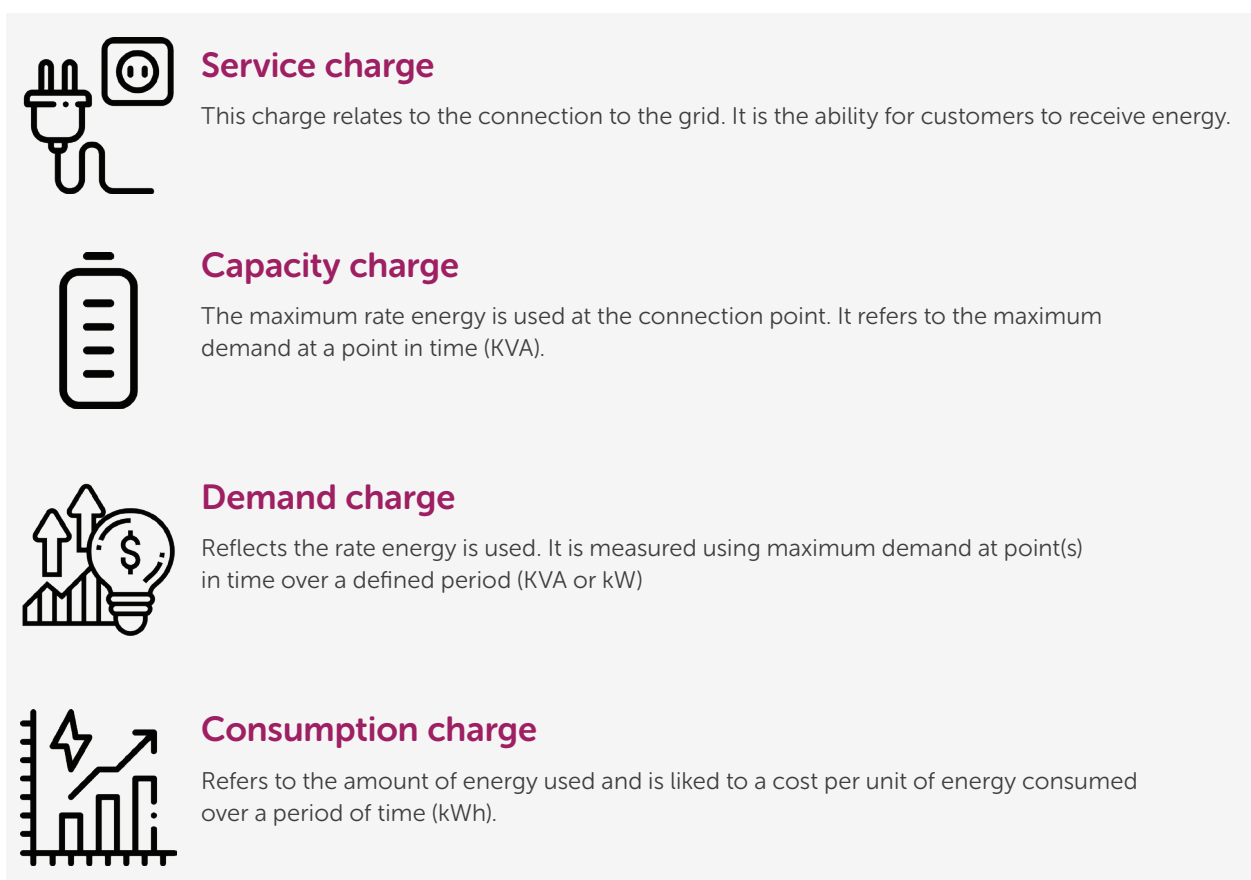 Service charge
This charge relates to the connection to the grid. It is the ability for customers to receive energy.
Capacity charge
The maximum rate energy is used at the connection point. It refers to the maximum
demand at a point in time (KVA).
Demand charge
$
Reflects the rate energy is used. It is measured using maximum demand at point(s)
in time over a defined period (KVA or kW)
Consumption charge
Refers to the amount of energy used and is liked to a cost per unit of energy consumed
over a period of time (kWh).